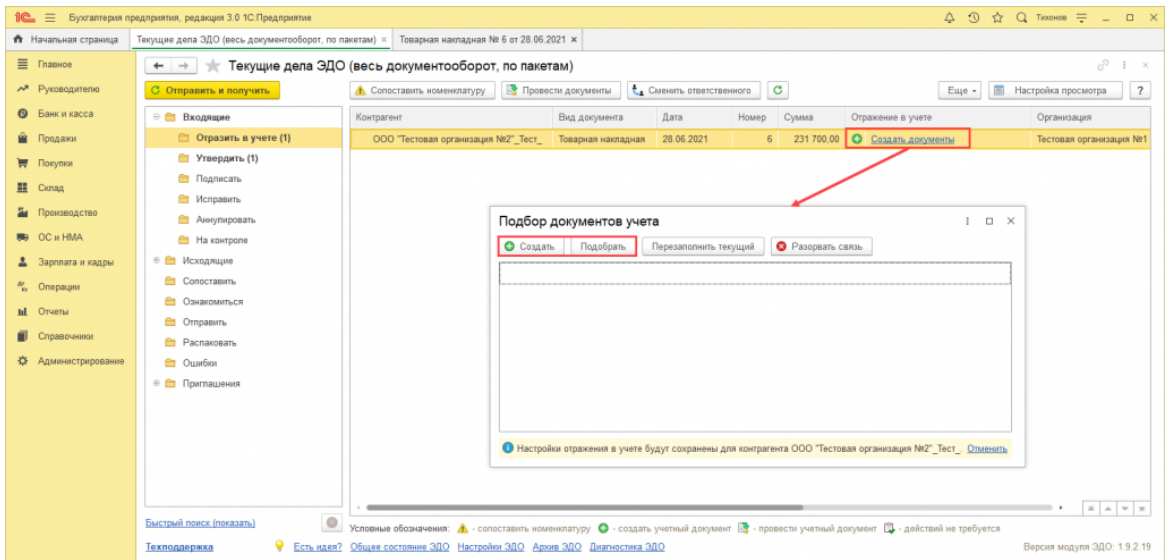 1С Бухгалтерия предприятия, редакция 3.0 1С:Предприятие Тихонов
Начальная страница Текущие дела ЭДО (весь документооборот, по пакетам) × Товарная накладная № 6 от 28.06.2021 ×
Главное
Руководителю
Банк и касса
Продажи
Покупки
Склад
Производство
ОС и НМА
Зарплата и кадры
Операции
Отчеты
Справочники
Администрирование
Текущие дела ЭДО (весь документооборот, по пакетам)
Отправить и получить Сопоставить номенклатуру Провести документы Сменить ответственного Еще Настройка просмотра ?
Входящие
Отразить в учете (1)
Утвердить (1)
Подписать
Исправить
Аннулировать
На контроле
Исходящие
Сопоставить
Ознакомиться
Отправить
Распаковать
Ошибки
Приглашения
Контрагент Вид документа Дата Номер Сумма Отражение в учете Организация
ООО "Тестовая организация №2"_Тест_ Товарная накладная 28.06.2021 6 231 700,00 Создать документы Тестовая организация №1
Подбор документов учета
Создать Подобрать Перезаполнить текущий Разорвать связь
Настройки отражения в учете будут сохранены для контрагента ООО "Тестовая организация №2"_Тест_. Отменить
Быстрый поиск (показать)
Условные обозначения: - сопоставить номенклатуру - создать учетный документ - провести учетный документ - действий не требуется
Техподдержка Есть идея? Общее состояние ЭДО Настройки ЭДО Архив ЭДО Диагностика ЭДО Версия модуля ЭДО: 1.9.2.19